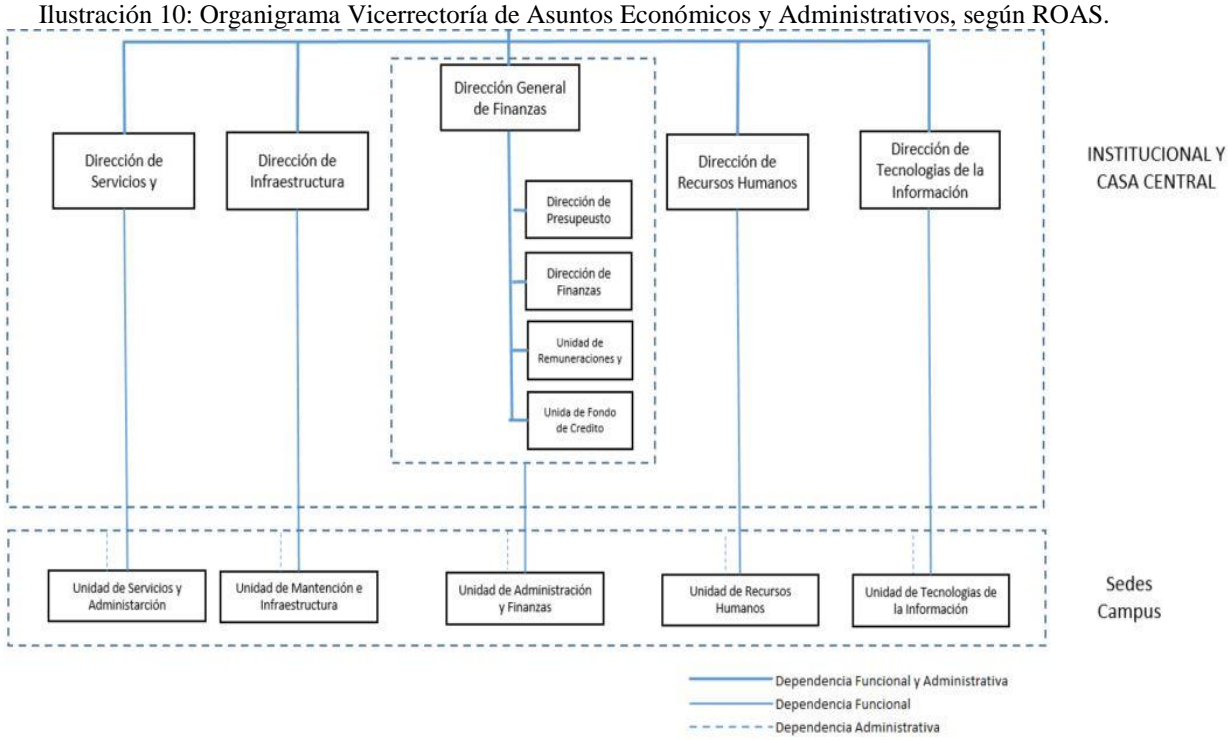 Ilustración 10: Organigrama Vicerrectoría de Asuntos Económicos y Administrativos, según ROAS.
Dirección General
de Finanzas
Dirección de
Servicios y
Dirección de
Infraestructura
Dirección de
Recursos Humanos
Dirección de
Tecnologías de la
Información
INSTITUCIONAL Y
CASA CENTRAL
Dirección de
Presupeusto
Dirección de
Finanzas
Unidad de
Remuneraciones y
Unida de Fondo
de Credito
Unidad de Servicios y
Administarción
Unidad de Mantención e
Infraestructura
Unidad de Administración
y Finanzas
Unidad de Recursos
Humanos
Unidad de Tecnologias de
la Información
Sedes
Campus
Dependencia Funcional y Administrativa
Dependencia Funcional
Dependencia Administrativa